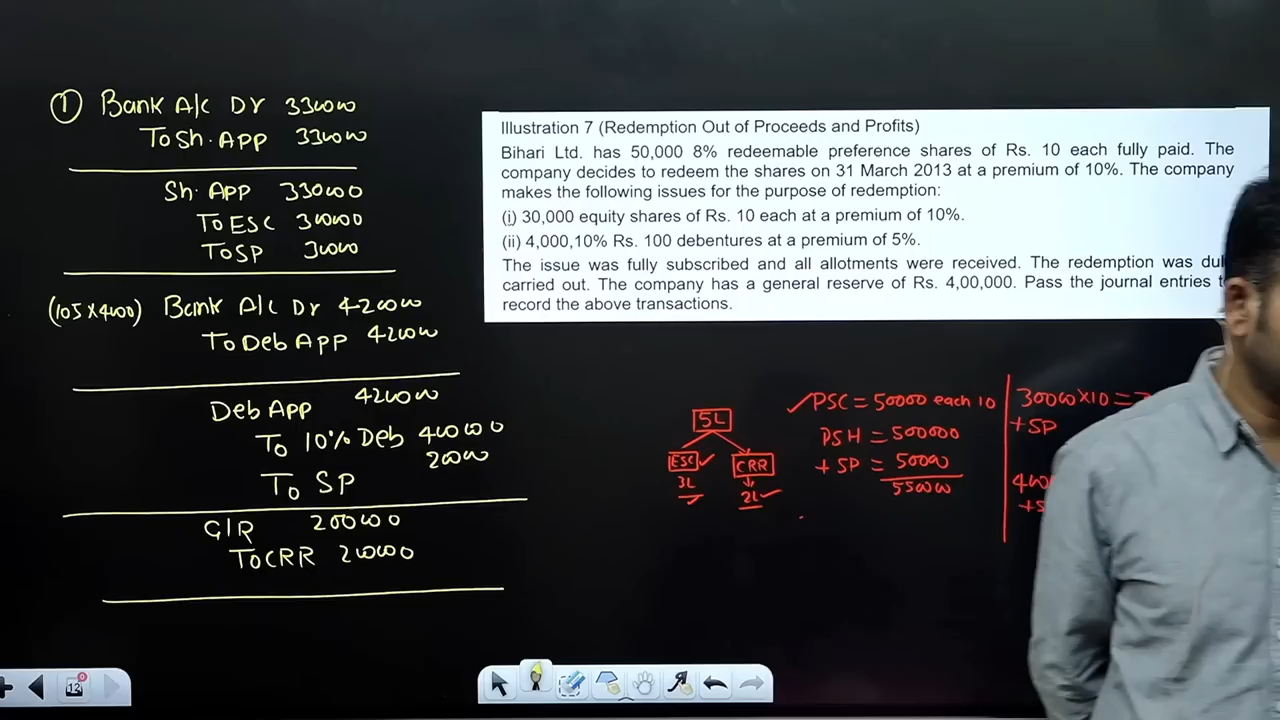 ① Bank A/c Dr 330000
To Sh. App 330000
Sh. App 330000
To ESC 300000
To SP 30000
(105×4000) Bank A/c Dr 420000
To Deb App 420000
Deb App 420000
To 10% Deb 400000
To SP 20000
G/R 200000
To CRR 200000
Illustration 7 (Redemption Out of Proceeds and Profits)
Bihari Ltd. has 50,000 8% redeemable preference shares of Rs. 10 each fully paid. The
company decides to redeem the shares on 31 March 2013 at a premium of 10%. The company
makes the following issues for the purpose of redemption:
(i) 30,000 equity shares of Rs. 10 each at a premium of 10%.
(ii) 4,000,10% Rs. 100 debentures at a premium of 5%.
The issue was fully subscribed and all allotments were received. The redemption was
carried out. The company has a general reserve of Rs. 4,00,000. Pass the journal entries
record the above transactions.
5L
ESC ✓ CRR
3L 2L ✓
✓ PSC = 50000 each 10
PSH = 500000
+ SP = 50000
550000
30000×10 =
+SP
12